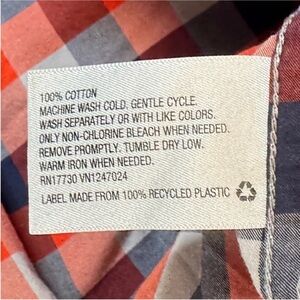 100% COTTON
MACHINE WASH COLD. GENTLE CYCLE.
WASH SEPARATELY OR WITH LIKE COLORS.
ONLY NON-CHLORINE BLEACH WHEN NEEDED.
REMOVE PROMPTLY. TUMBLE DRY LOW.
WARM IRON WHEN NEEDED.
RN17730 VN1247024
LABEL MADE FROM 100% RECYCLED PLASTIC